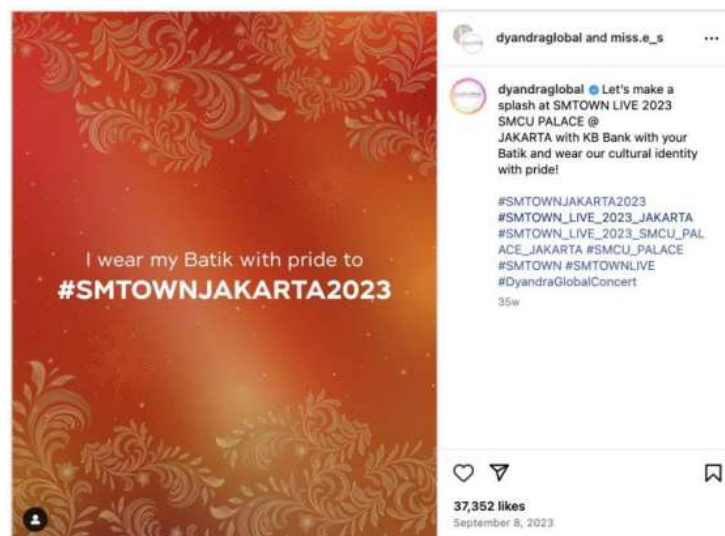 I wear my Batik with pride to
#SMTOWNJAKARTA2023
dyandraglobal and miss.e_s
dyandraglobal Let's make a
splash at SMTOWN LIVE 2023
SMCU PALACE @
JAKARTA with KB Bank with your
Batik and wear our cultural identity
with pride!
#SMTOWNJAKARTA2023
#SMTOWN_LIVE_2023_JAKARTA
#SMTOWN_LIVE_2023_SMCU_PAL
ACE_JAKARTA #SMCU_PALACE
#SMTOWN #SMTOWNLIVE
#DyandraGlobalConcert
35w
37,352 likes
September 8, 2023